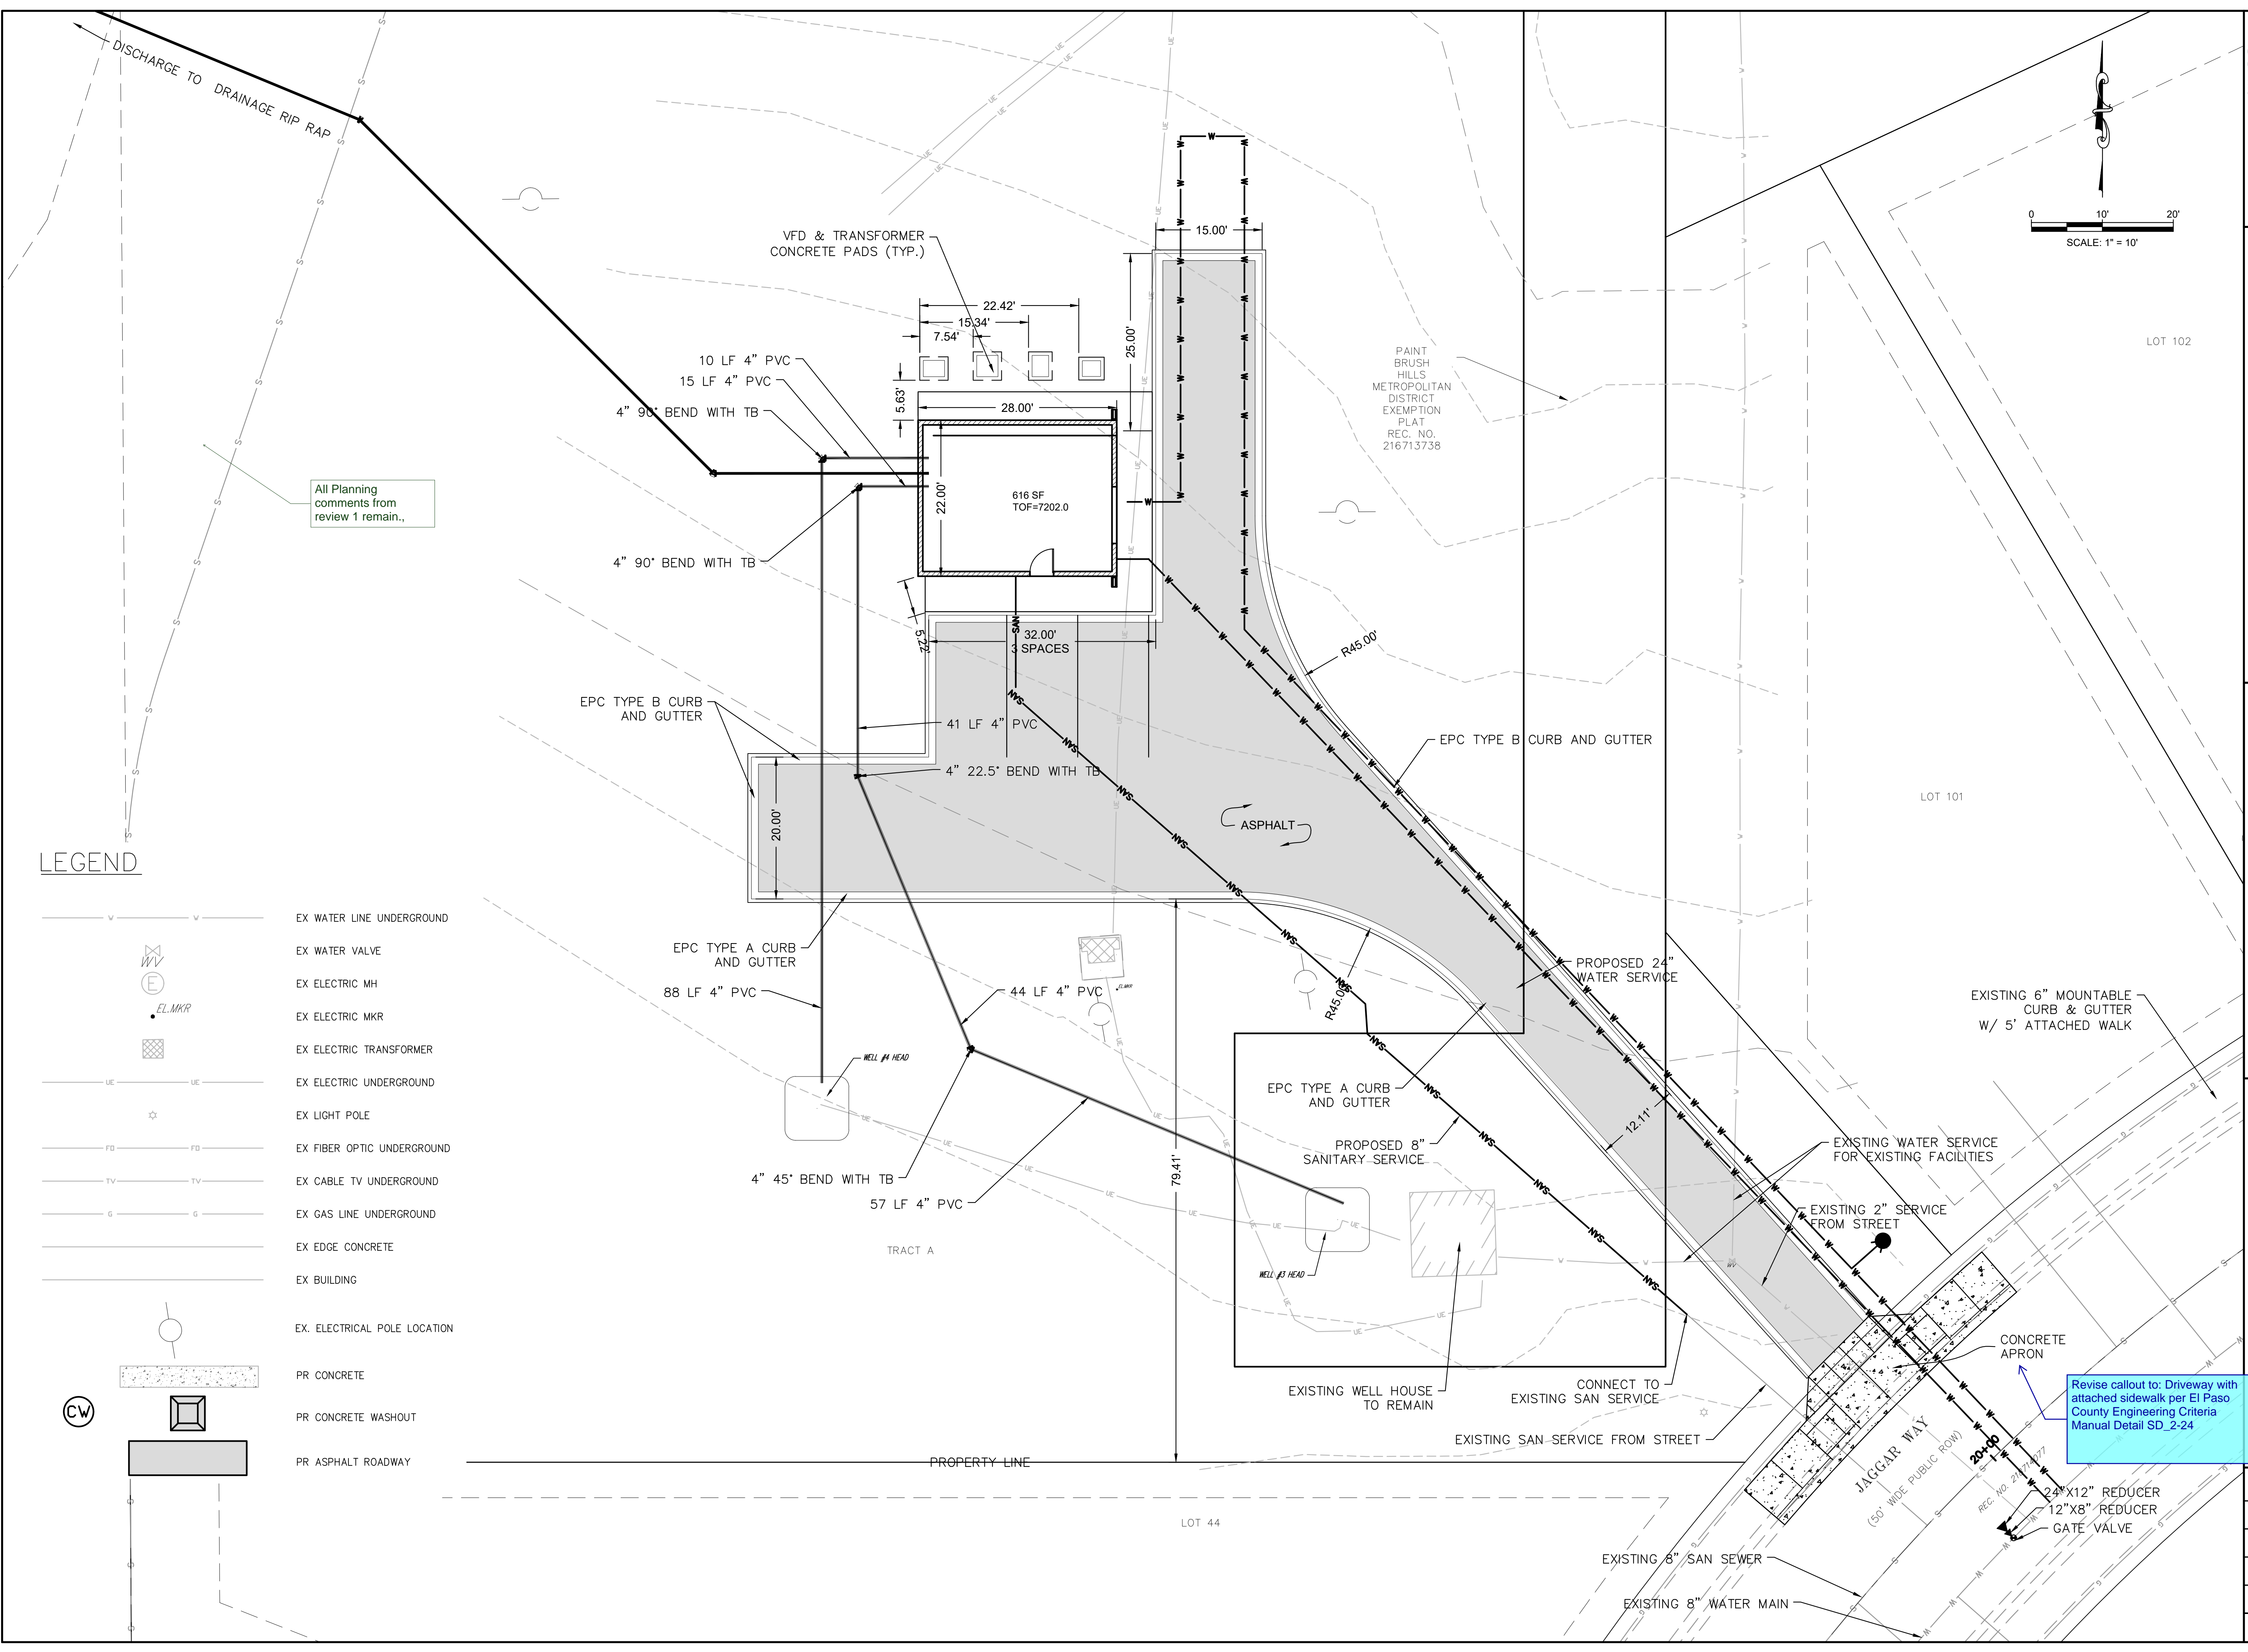 DISCHARGE TO DRAINAGE RIP RAP
0 10' 20'
SCALE: 1" = 10'
LOT 102
VFD & TRANSFORMER
CONCRETE PADS (TYP.)
15.00'
22.42'
15.34'
7.54'
25.00'
5.63'
28.00'
22.00'
616 SF
TOF=7202.0
10 LF 4" PVC
15 LF 4" PVC
4" 90° BEND WITH TB
4" 90° BEND WITH TB
PAINT
BRUSH
HILLS
METROPOLITAN
DISTRICT
EXEMPTION
PLAT
REC. NO.
216713738
All Planning
comments from
review 1 remain.,
5.22'
32.00'
3 SPACES
R45.00'
EPC TYPE B CURB
AND GUTTER
41 LF 4" PVC
4" 22.5° BEND WITH TB
EPC TYPE B CURB AND GUTTER
20.00'
ASPHALT
LOT 101
EPC TYPE A CURB
AND GUTTER
88 LF 4" PVC
44 LF 4" PVC
EL.MKR
R45.00'
PROPOSED 24"
WATER SERVICE
EXISTING 6" MOUNTABLE
CURB & GUTTER
W/ 5' ATTACHED WALK
WELL #4 HEAD
EPC TYPE A CURB
AND GUTTER
12.11'
PROPOSED 8"
SANITARY SERVICE
79.41'
4" 45° BEND WITH TB
57 LF 4" PVC
EXISTING WATER SERVICE
FOR EXISTING FACILITIES
EXISTING 2" SERVICE
FROM STREET
TRACT A
WELL #3 HEAD
WV
EXISTING WELL HOUSE
TO REMAIN
CONNECT TO
EXISTING SAN SERVICE
CONCRETE
APRON
Revise callout to: Driveway with
attached sidewalk per El Paso
County Engineering Criteria
Manual Detail SD_2-24
EXISTING SAN SERVICE FROM STREET
PROPERTY LINE
JAGGAR WAY
(50' WIDE PUBLIC ROW)
20+00
24"X12" REDUCER
12"X8" REDUCER
GATE VALVE
LOT 44
EXISTING 8" SAN SEWER
EXISTING 8" WATER MAIN
LEGEND
W W EX WATER LINE UNDERGROUND
WV EX WATER VALVE
E EX ELECTRIC MH
EL.MKR EX ELECTRIC MKR
EX ELECTRIC TRANSFORMER
UE UE EX ELECTRIC UNDERGROUND
EX LIGHT POLE
FO FO EX FIBER OPTIC UNDERGROUND
TV TV EX CABLE TV UNDERGROUND
G G EX GAS LINE UNDERGROUND
EX EDGE CONCRETE
EX BUILDING
EX. ELECTRICAL POLE LOCATION
PR CONCRETE
CW PR CONCRETE WASHOUT
PR ASPHALT ROADWAY